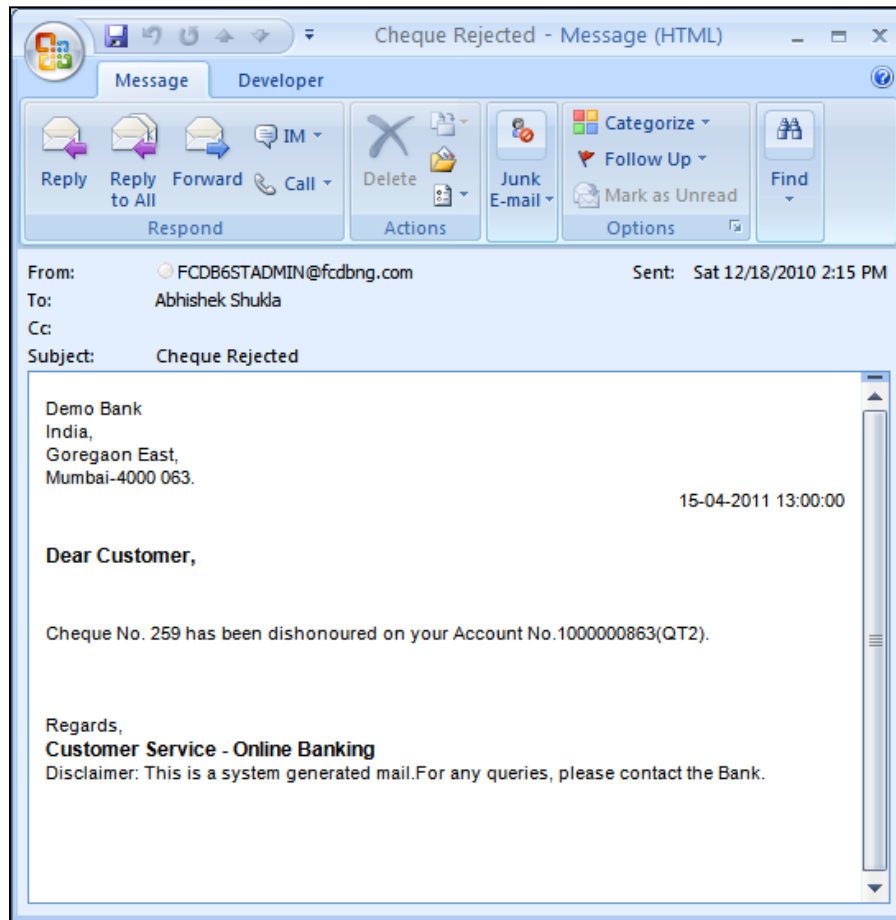 Cheque Rejected - Message (HTML)
Message Developer
Reply
Reply to All
Forward
IM
Call
Respond
Delete
Actions
Junk E-mail
Categorize
Follow Up
Mark as Unread
Options
Find
From: FCDB6STADMIN@fcdbng.com Sent: Sat 12/18/2010 2:15 PM
To: Abhishek Shukla
Cc:
Subject: Cheque Rejected
Demo Bank
India,
Goregaon East,
Mumbai-4000 063.
15-04-2011 13:00:00
Dear Customer,
Cheque No. 259 has been dishonoured on your Account No.1000000863(QT2).
Regards,
Customer Service - Online Banking
Disclaimer: This is a system generated mail.For any queries, please contact the Bank.